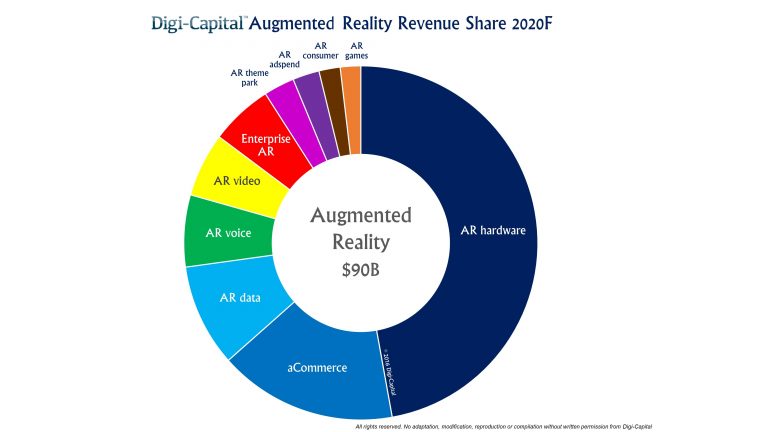 Digi-Capital™ Augmented Reality Revenue Share 2020F
AR
consumer
AR
games
AR
adspend
AR theme
park
Enterprise
AR
AR video
AR voice
AR data
aCommerce
AR hardware
Augmented
Reality
$90B
© 2016 Digi-Capital
All rights reserved. No adaptation, modification, reproduction or compilation without written permission from Digi-Capital